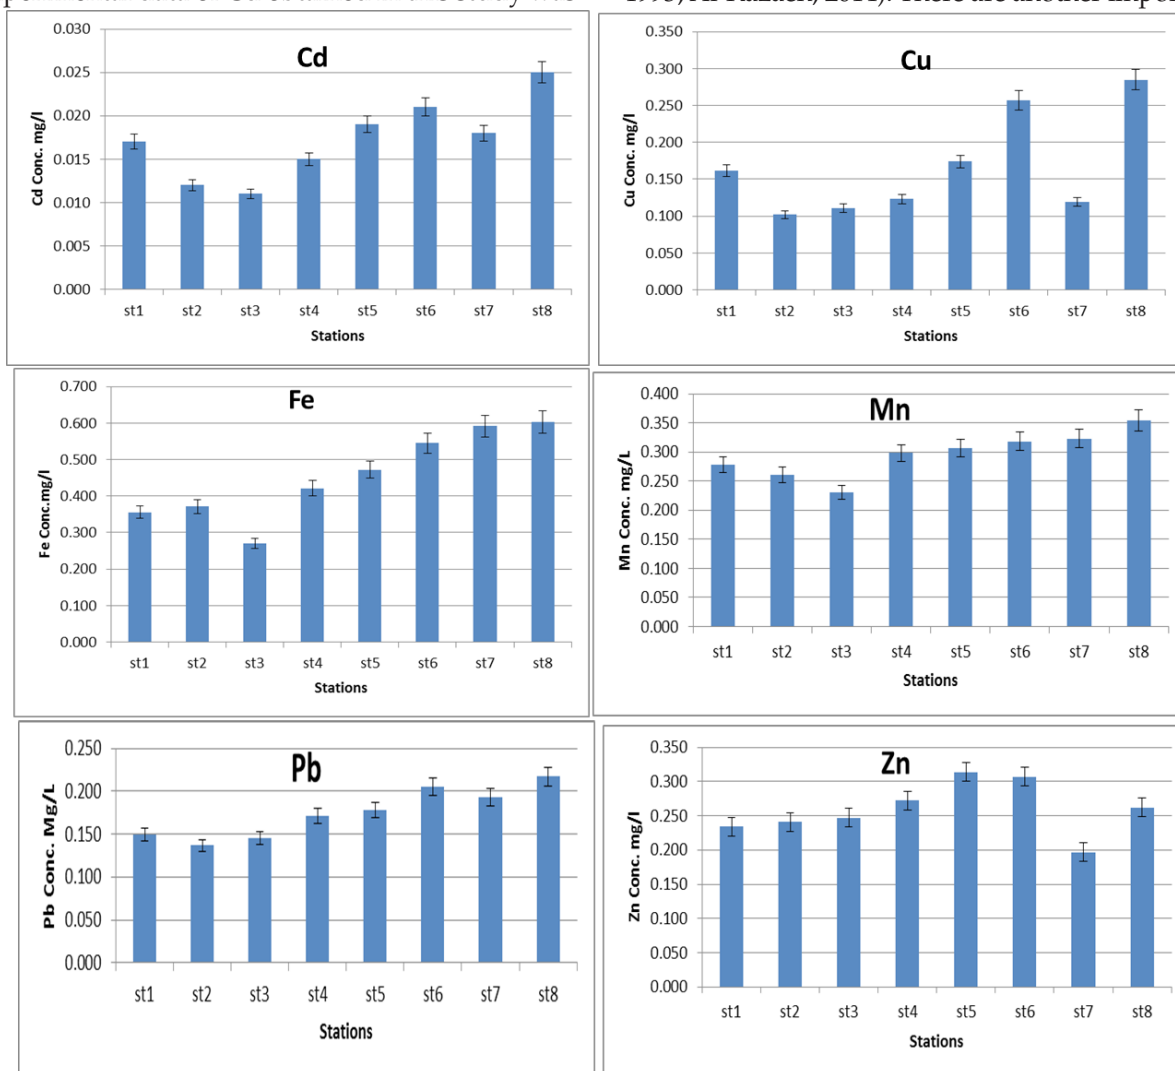 2011). There are another
0.030
0.025
0.020
0.015
0.010
0.005
0.000
Cd
Cd Conc. mg/l
st1 st2 st3 st4 st5 st6 st7 st8
Stations
0.350
0.300
0.250
0.200
0.150
0.100
0.050
0.000
Cu
Cu Conc. mg/l
st1 st2 st3 st4 st5 st6 st7 st8
Stations
0.700
0.600
0.500
0.400
0.300
0.200
0.100
0.000
Fe
Fe Conc.mg/l
st1 st2 st3 st4 st5 st6 st7 st8
Stations
0.400
0.350
0.300
0.250
0.200
0.150
0.100
0.050
0.000
Mn
Mn Conc. mg/L
st1 st2 st3 st4 st5 st6 st7 st8
Stations
0.250
0.200
0.150
0.100
0.050
0.000
Pb
Pb Conc. Mg/L
st1 st2 st3 st4 st5 st6 st7 st8
Stations
0.350
0.300
0.250
0.200
0.150
0.100
0.050
0.000
Zn
Zn Conc. mg/l
st1 st2 st3 st4 st5 st6 st7 st8
Stations